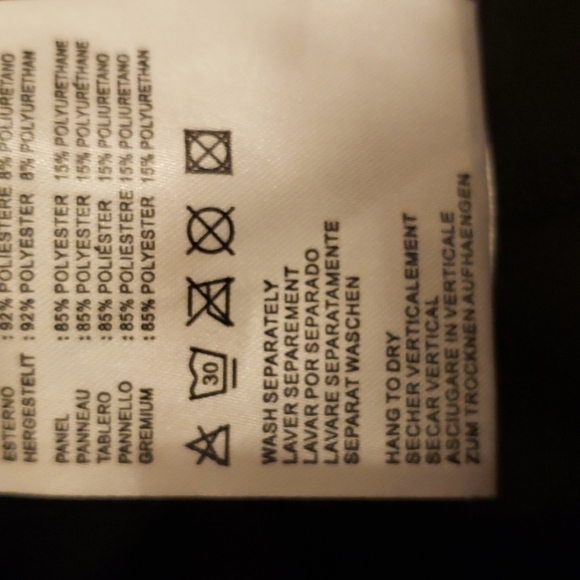 ESTERNO : 92% POLIESTERE 8% POLIURETANO
HERGESTELIT : 92% POLYESTER 8% POLYURETHAN
PANEL : 85% POLYESTER 15% POLYURETHANE
PANNEAU : 85% POLYESTER 15% POLYURÉTHANE
TABLERO : 85% POLIÉSTER 15% POLIURETANO
PANNELLO : 85% POLIESTERE 15% POLIURETANO
GREMIUM : 85% POLYESTER 15% POLYURETHAN
30
WASH SEPARATELY
LAVER SEPAREMENT
LAVAR POR SEPARADO
LAVARE SEPARATAMENTE
SEPARAT WASCHEN
HANG TO DRY
SECHER VERTICALEMENT
SECAR VERTICAL
ASCIUGARE IN VERTICALE
ZUM TROCKNEN AUFHAENGEN